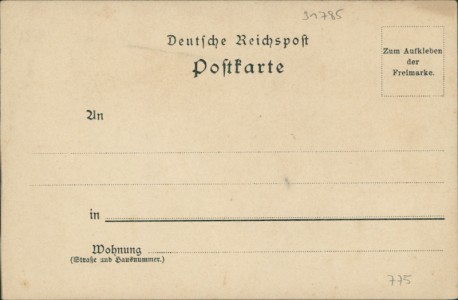 31785
Deutsche Reichspost
Postkarte
Zum Aufkleben
der
Freimarke.
An
in
Wohnung
(Straße und Hausnummer.)
775